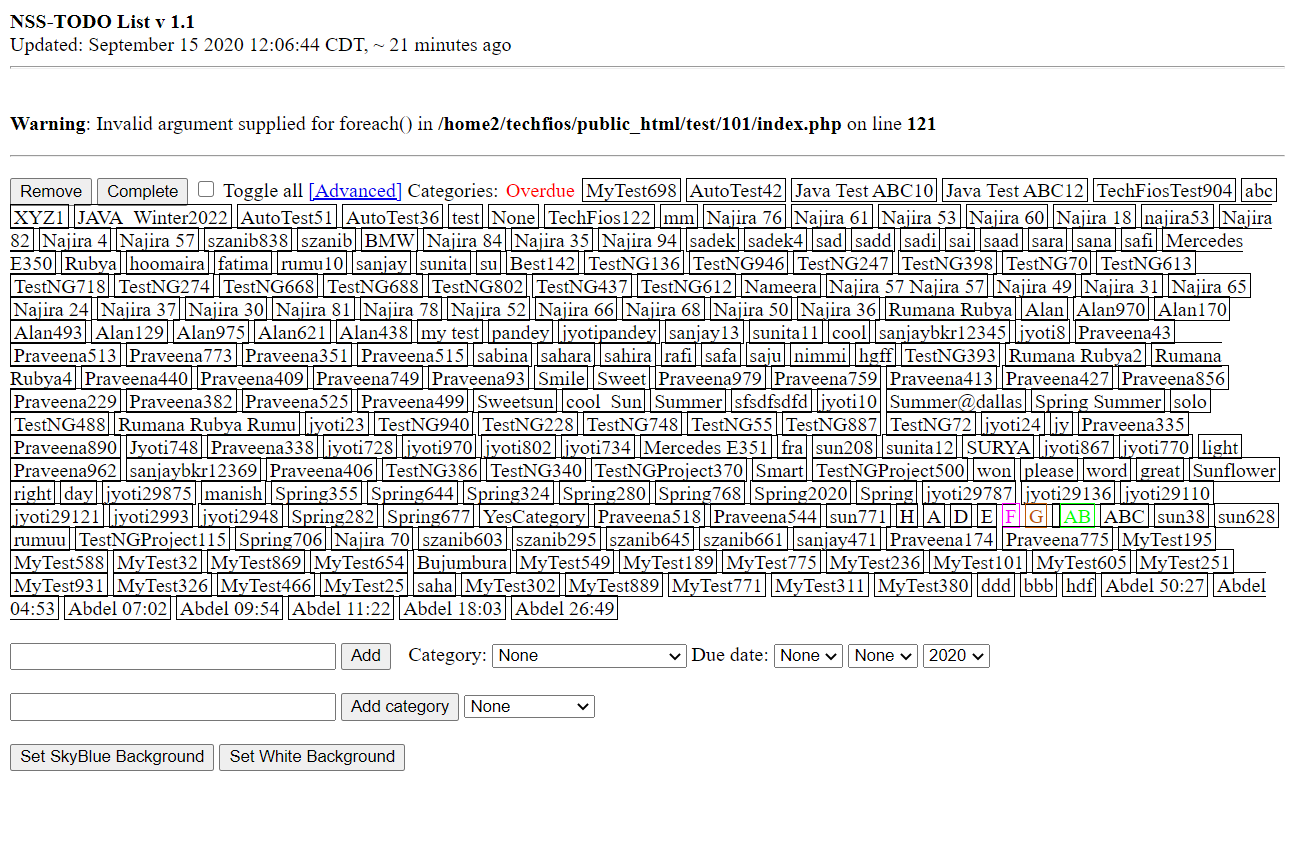 NSS-TODO List v 1.1
Updated: September 15 2020 12:06:44 CDT, ~ 21 minutes ago
Warning: Invalid argument supplied for foreach() in /home2/techfios/public_html/test/101/index.php on line 121
Remove Complete Toggle all [Advanced] Categories: Overdue MyTest698 AutoTest42 Java Test ABC10 Java Test ABC12 TechFiosTest904 abc
XYZ1 JAVA_Winter2022 AutoTest51 AutoTest36 test None TechFios122 mm Najira 76 Najira 61 Najira 53 Najira 60 Najira 18 najira53 Najira
82 Najira 4 Najira 57 szanib838 szanib BMW Najira 84 Najira 35 Najira 94 sadek sadek4 sad sadd sadi sai saad sara sana safi Mercedes
E350 Rubya hoomaira fatima rumu10 sanjay sunita su Best142 TestNG136 TestNG946 TestNG247 TestNG398 TestNG70 TestNG613
TestNG718 TestNG274 TestNG668 TestNG688 TestNG802 TestNG437 TestNG612 Nameera Najira 57 Najira 57 Najira 49 Najira 31 Najira 65
Najira 24 Najira 37 Najira 30 Najira 81 Najira 78 Najira 52 Najira 66 Najira 68 Najira 50 Najira 36 Rumana Rubya Alan Alan970 Alan170
Alan493 Alan129 Alan975 Alan621 Alan438 my test pandey jyotipandey sanjay13 sunita11 cool sanjaybkr12345 jyoti8 Praveena43
Praveena513 Praveena773 Praveena351 Praveena515 sabina sahara sahira rafi safa saju nimmi hgff TestNG393 Rumana Rubya2 Rumana
Rubya4 Praveena440 Praveena409 Praveena749 Praveena93 Smile Sweet Praveena979 Praveena759 Praveena413 Praveena427 Praveena856
Praveena229 Praveena382 Praveena525 Praveena499 Sweetsun cool_Sun Summer sfsdfsdfd jyoti10 Summer@dallas Spring Summer solo
TestNG488 Rumana Rubya Rumu jyoti23 TestNG940 TestNG228 TestNG748 TestNG55 TestNG887 TestNG72 jyoti24 jy Praveena335
Praveena890 Jyoti748 Praveena338 jyoti728 jyoti970 jyoti802 jyoti734 Mercedes E351 fra sun208 sunita12 SURYA jyoti867 jyoti770 light
Praveena962 sanjaybkr12369 Praveena406 TestNG386 TestNG340 TestNGProject370 Smart TestNGProject500 won please word great Sunflower
right day jyoti29875 manish Spring355 Spring644 Spring324 Spring280 Spring768 Spring2020 Spring jyoti29787 jyoti29136 jyoti29110
jyoti29121 jyoti2993 jyoti2948 Spring282 Spring677 YesCategory Praveena518 Praveena544 sun771 H A D E F G AB ABC sun38 sun628
rumuu TestNGProject115 Spring706 Najira 70 szanib603 szanib295 szanib645 szanib661 sanjay471 Praveena174 Praveena775 MyTest195
MyTest588 MyTest32 MyTest869 MyTest654 Bujumbura MyTest549 MyTest189 MyTest775 MyTest236 MyTest101 MyTest605 MyTest251
MyTest931 MyTest326 MyTest466 MyTest25 saha MyTest302 MyTest889 MyTest771 MyTest311 MyTest380 ddd bbb hdf Abdel 50:27 Abdel
04:53 Abdel 07:02 Abdel 09:54 Abdel 11:22 Abdel 18:03 Abdel 26:49
Add Category: None Due date: None None 2020
Add category None
Set SkyBlue Background Set White Background